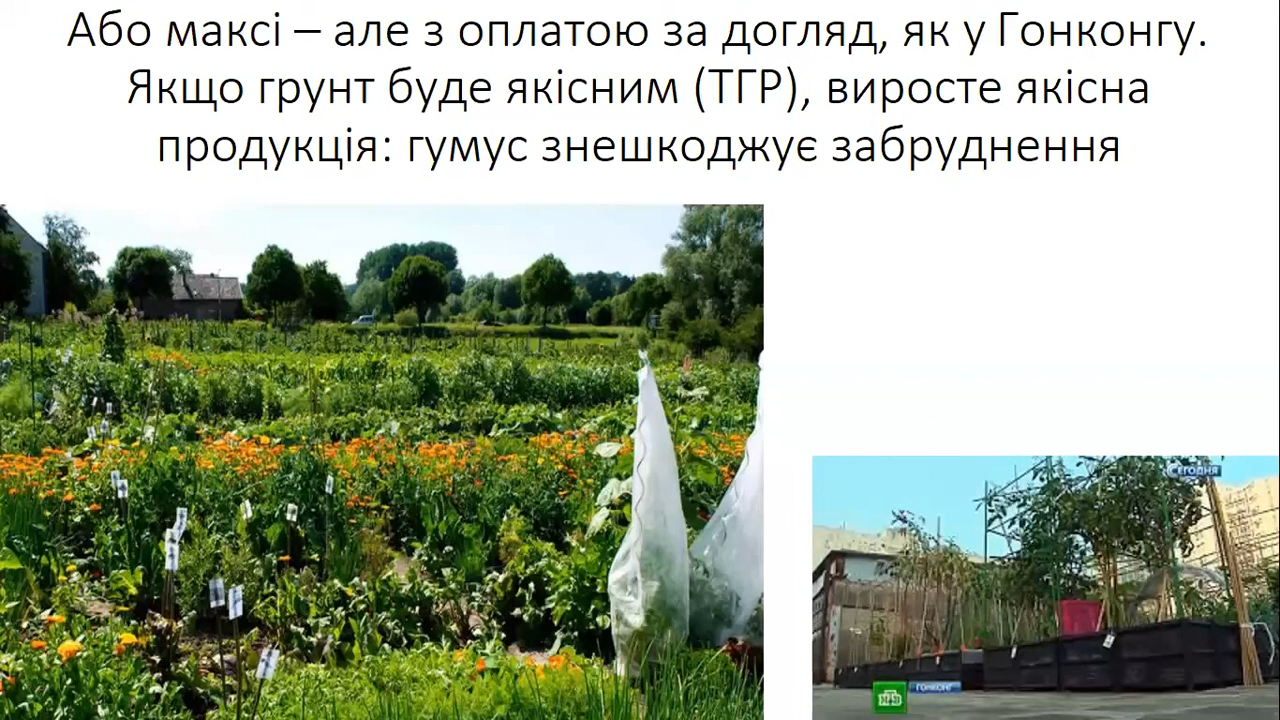 Або максі – але з оплатою за догляд, як у Гонконгу.
Якщо грунт буде якісним (ТГР), виросте якісна
продукція: гумус знешкоджує забруднення
СЕГОДНЯ
НТВ
ГОНКОНГ